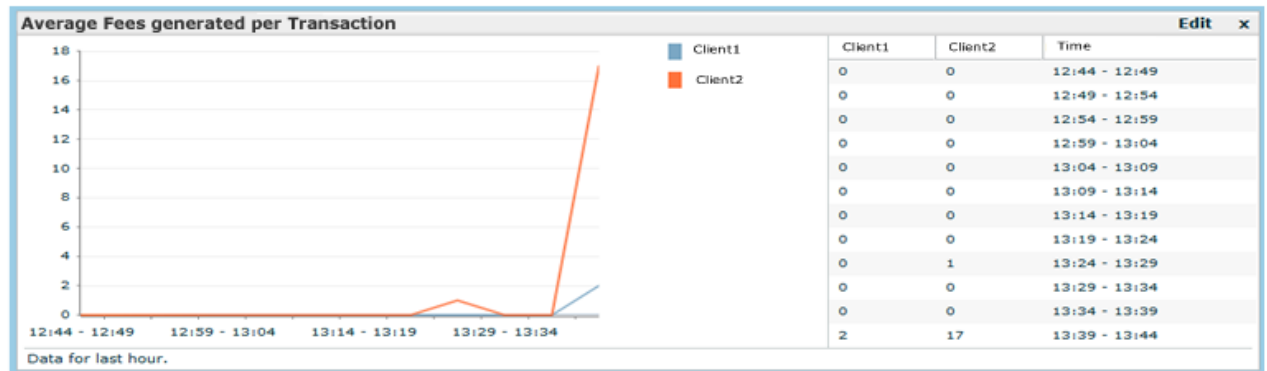 Average Fees generated per Transaction Edit x
18
16
14
12
10
8
6
4
2
0
12:44 - 12:49 12:59 - 13:04 13:14 - 13:19 13:29 - 13:34
Client1
Client2
Client1 Client2 Time
0 0 12:44 - 12:49
0 0 12:49 - 12:54
0 0 12:54 - 12:59
0 0 12:59 - 13:04
0 0 13:04 - 13:09
0 0 13:09 - 13:14
0 0 13:14 - 13:19
0 0 13:19 - 13:24
0 1 13:24 - 13:29
0 0 13:29 - 13:34
0 0 13:34 - 13:39
2 17 13:39 - 13:44
Data for last hour.